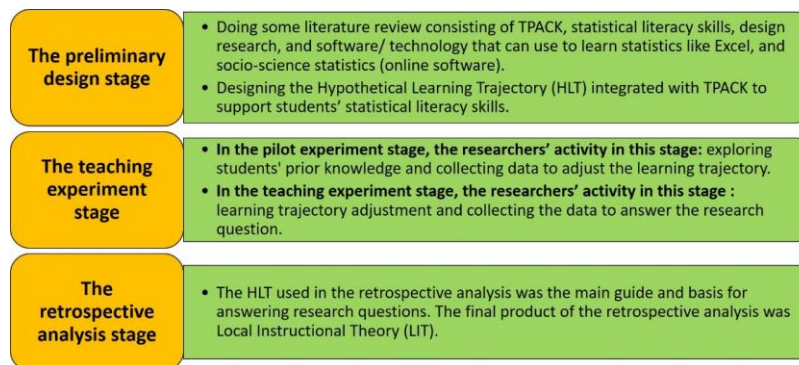 The preliminary
design stage
• Doing some literature review consisting of TPACK, statistical literacy skills, design
research, and software/ technology that can use to learn statistics like Excel, and
socio-science statistics (online software).
• Designing the Hypothetical Learning Trajectory (HLT) integrated with TPACK to
support students’ statistical literacy skills.
The teaching
experiment
stage
• In the pilot experiment stage, the researchers’ activity in this stage: exploring
students' prior knowledge and collecting data to adjust the learning trajectory.
• In the teaching experiment stage, the researchers’ activity in this stage :
learning trajectory adjustment and collecting the data to answer the research
question.
The
retrospective
analysis stage
• The HLT used in the retrospective analysis was the main guide and basis for
answering research questions. The final product of the retrospective analysis was
Local Instructional Theory (LIT).